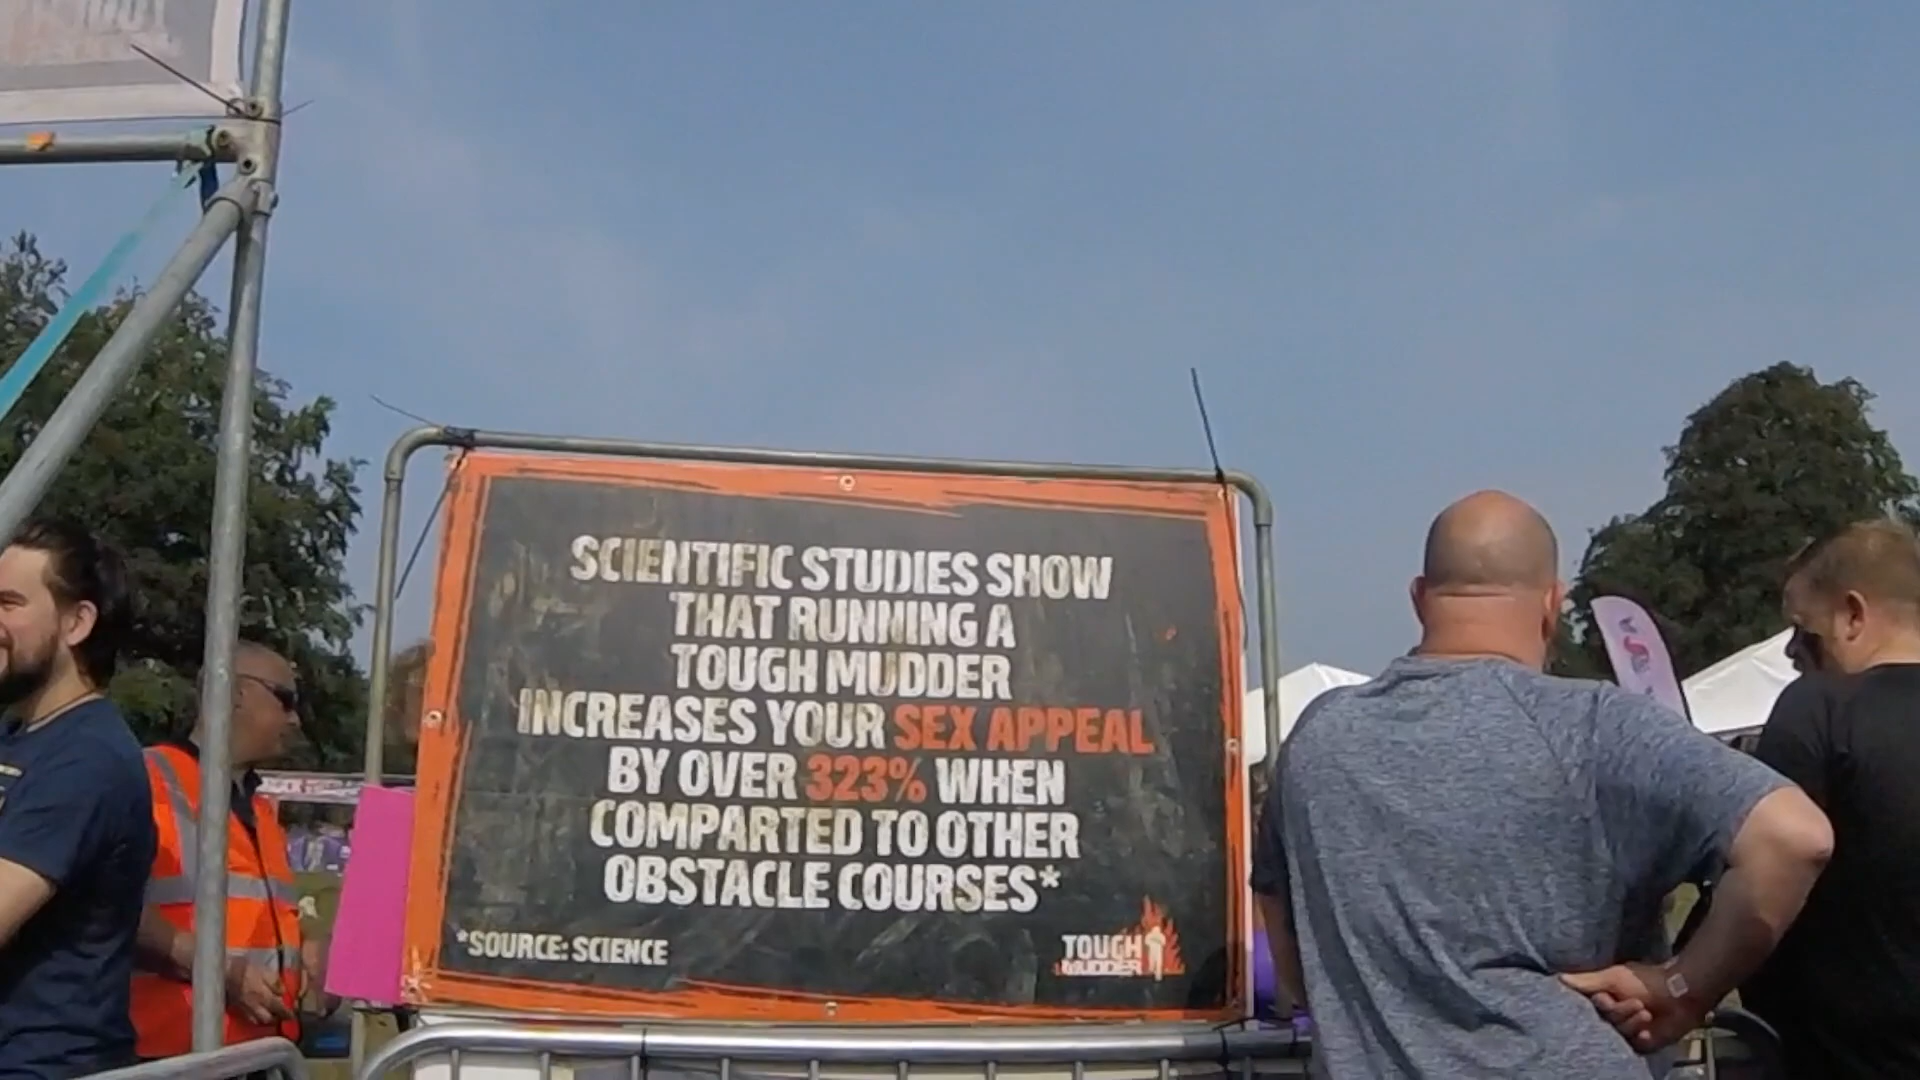 SCIENTIFIC STUDIES SHOW
THAT RUNNING A
TOUGH MUDDER
INCREASES YOUR SEX APPEAL
BY OVER 323% WHEN
COMPARTED TO OTHER
OBSTACLE COURSES*
*SOURCE: SCIENCE
TOUGH
MUDDER